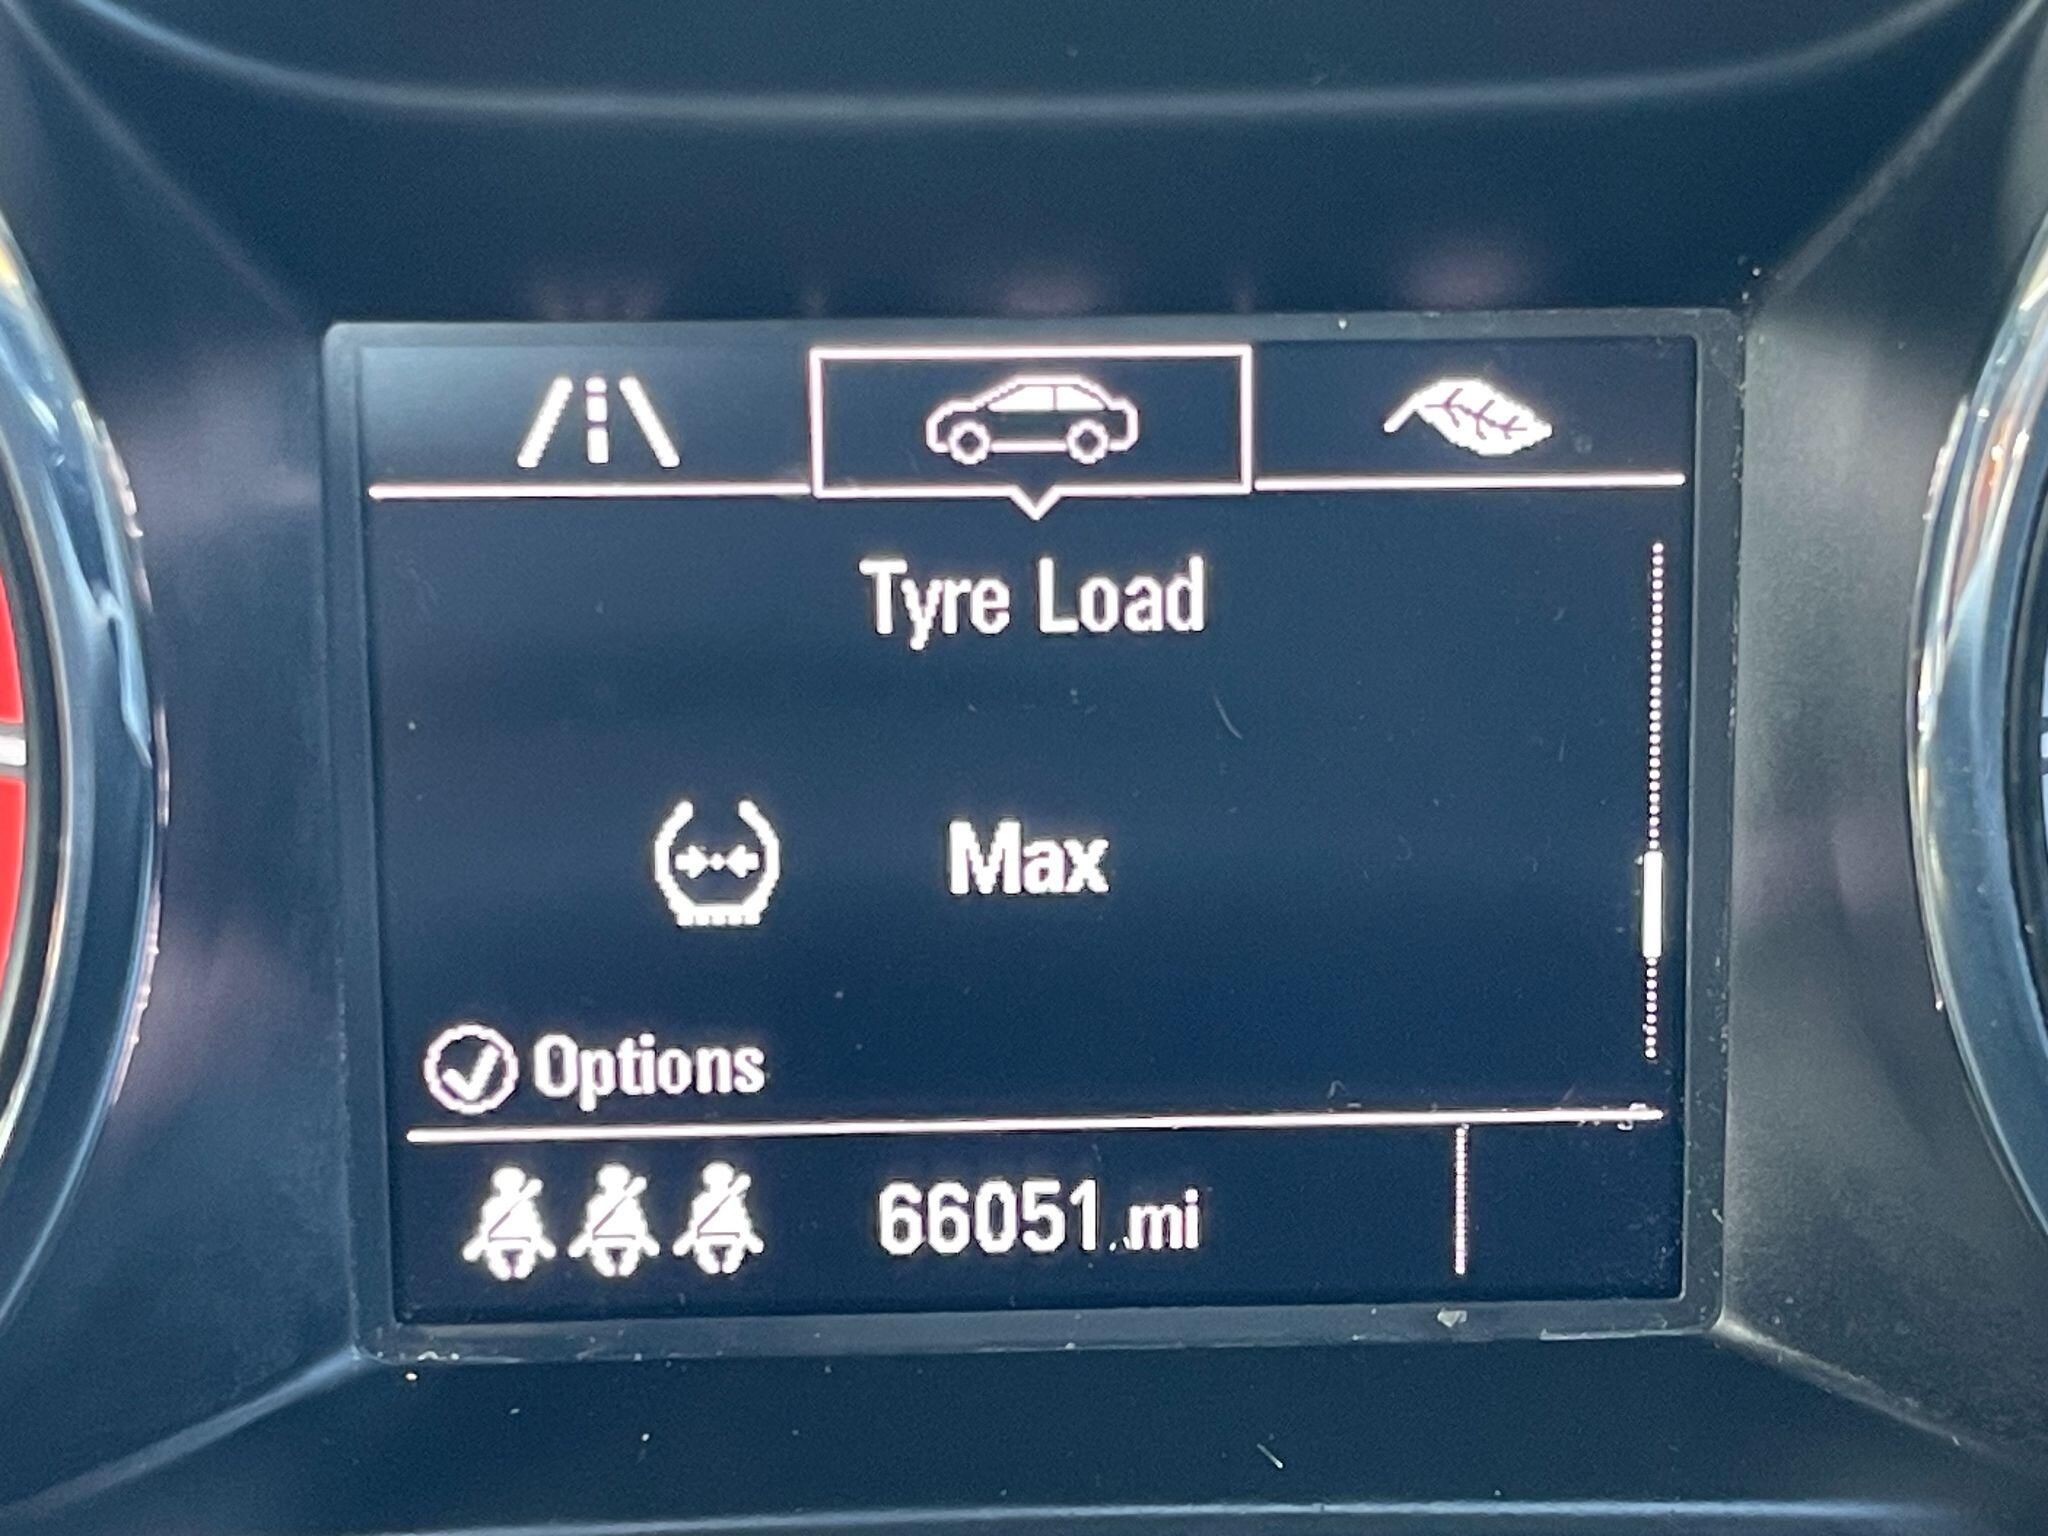 Tyre Load
Max
Options
66051 mi